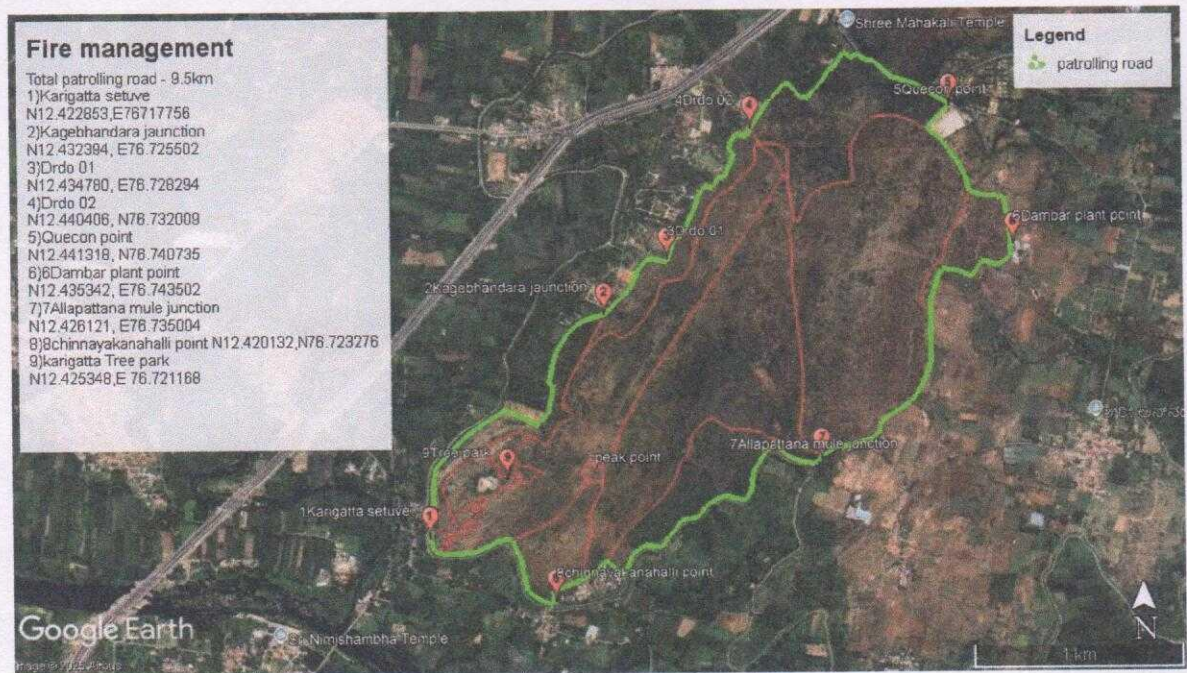 Fire management
Total patrolling road - 9.5km
1)Karigatta setuve
N12.422853,E76717756
2)Kagebhandara jaunction
N12.432394, E76.725502
3)Drdo 01
N12.434780, E76.728294
4)Drdo 02
N12.440406, N76.732009
5)Quecon point
N12.441318, N76.740735
6)6Dambar plant point
N12.435342, E76.743502
7)7Allapattana mule junction
N12.426121, E76.735004
8)8chinnayakanahalli point N12.420132,N76.723276
9)karigatta Tree park
N12.425348,E 76.721168
Legend
patrolling road
Shree Mahakali Temple
5Quecon point
4Drdo 02
6Dambar plant point
3Drdo 01
2Kagebhandara jaunction
7Allapattana mule junction
9Tree park
peak point
1Karigatta setuve
8chinnayakanahalli point
Nimishambha Temple
Google Earth
N
1 km